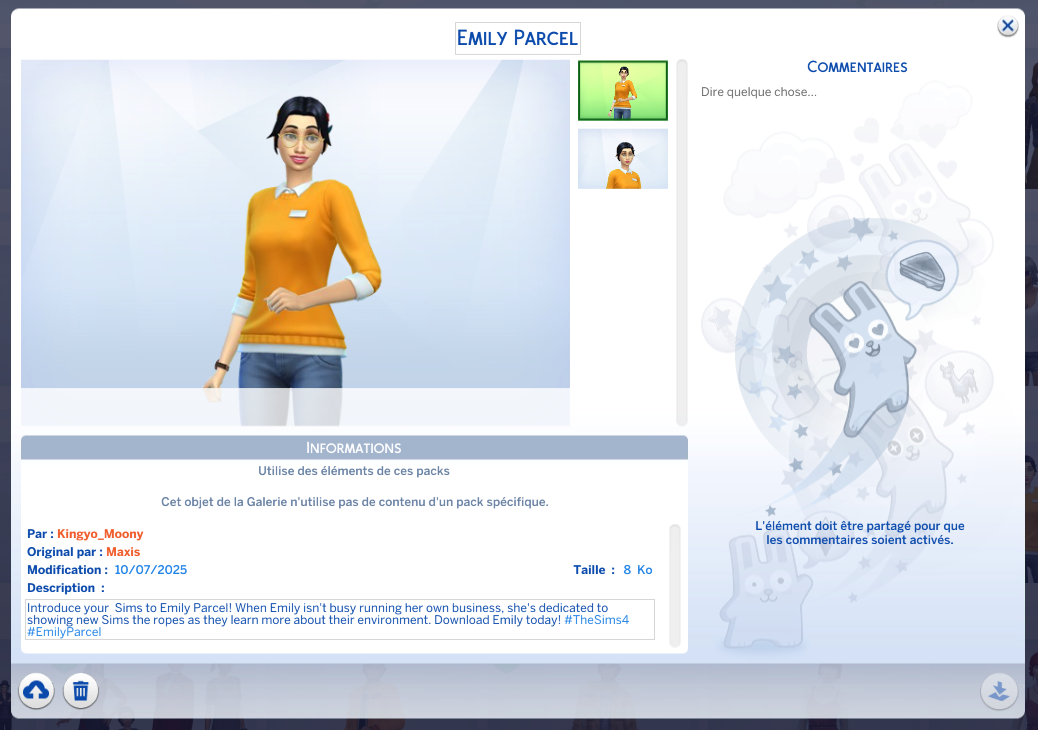 Emily Parcel
Commentaires
Dire quelque chose...
Informations
Utilise des éléments de ces packs
Cet objet de la Galerie n'utilise pas de contenu d'un pack spécifique.
Par : Kingyo_Moony
Original par : Maxis
Modification : 10/07/2025
Taille : 8 Ko
Description :
Introduce your Sims to Emily Parcel! When Emily isn't busy running her own business, she's dedicated to
showing new Sims the ropes as they learn more about their environment. Download Emily today! #TheSims4
#EmilyParcel
L'élément doit être partagé pour que
les commentaires soient activés.